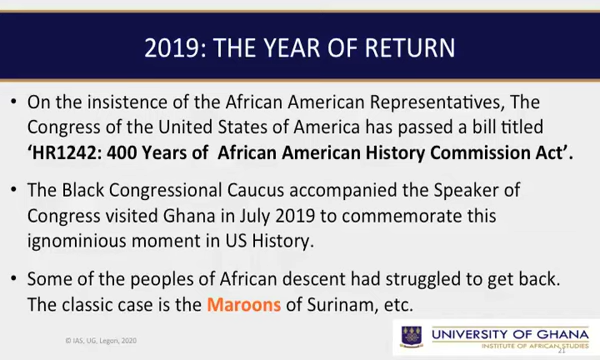 2019: THE YEAR OF RETURN
• On the insistence of the African American Representatives, The
Congress of the United States of America has passed a bill titled
‘HR1242: 400 Years of African American History Commission Act’.
• The Black Congressional Caucus accompanied the Speaker of
Congress visited Ghana in July 2019 to commemorate this
ignominious moment in US History.
• Some of the peoples of African descent had struggled to get back.
The classic case is the Maroons of Surinam, etc.
© IAS, UG, Legon, 2020
UNIVERSITY OF GHANA
INSTITUTE OF AFRICAN STUDIES
21